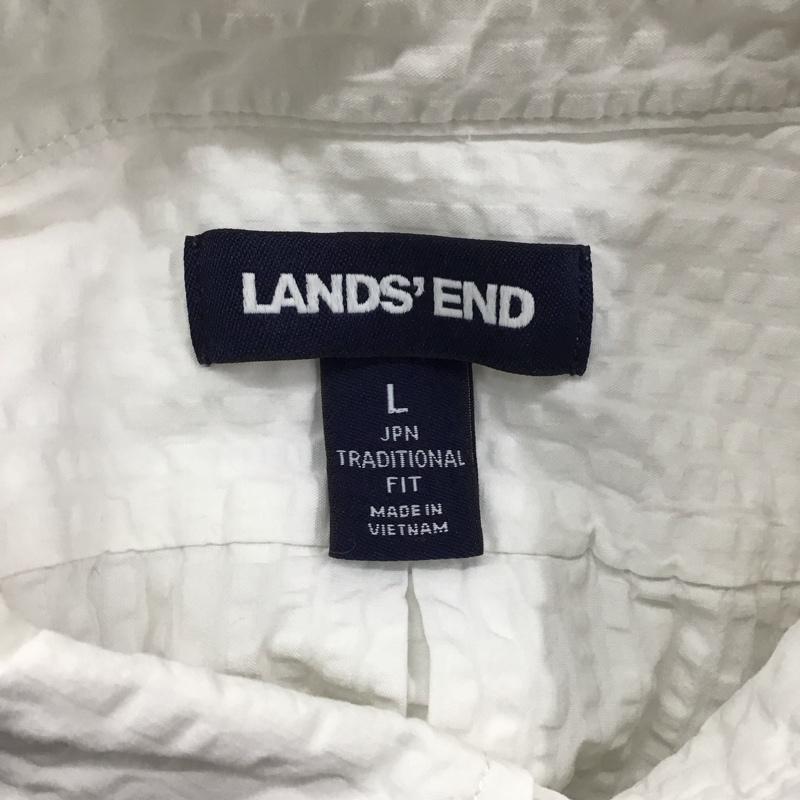 LANDS' END
L
JPN
TRADITIONAL
FIT
MADE IN
VIETNAM